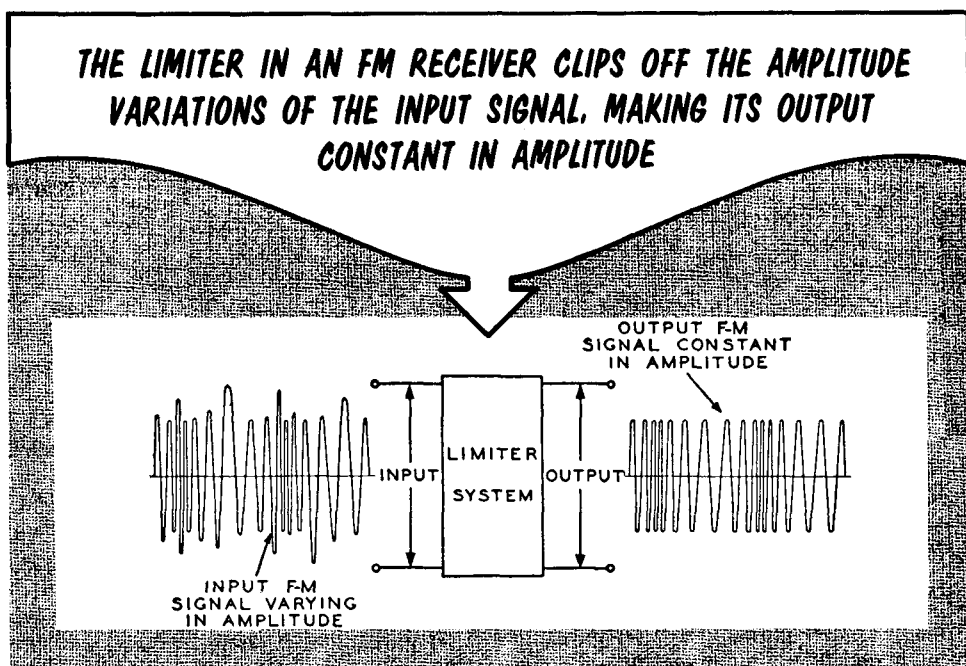 THE LIMITER IN AN FM RECEIVER CLIPS OFF THE AMPLITUDE
VARIATIONS OF THE INPUT SIGNAL, MAKING ITS OUTPUT
CONSTANT IN AMPLITUDE
OUTPUT F-M
SIGNAL CONSTANT
IN AMPLITUDE
INPUT
LIMITER
SYSTEM
OUTPUT
INPUT F-M
SIGNAL VARYING
IN AMPLITUDE